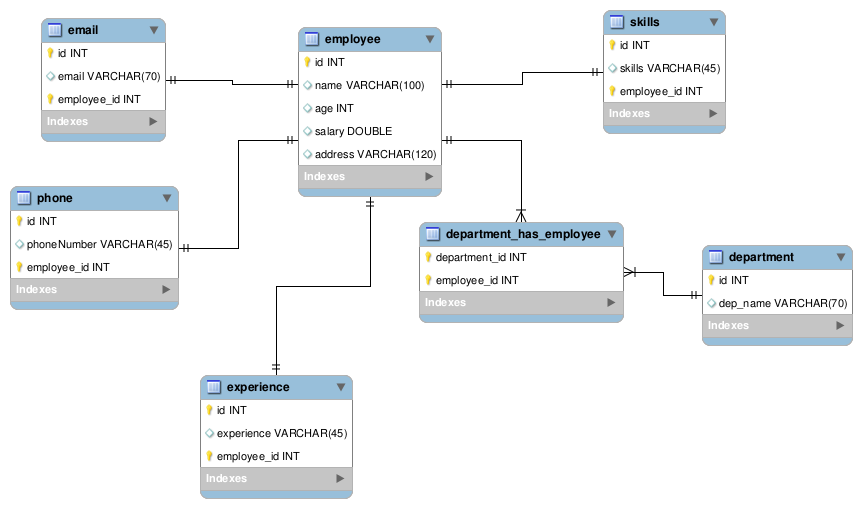 email
id INT
email VARCHAR(70)
employee_id INT
Indexes
employee
id INT
name VARCHAR(100)
age INT
salary DOUBLE
address VARCHAR(120)
Indexes
skills
id INT
skills VARCHAR(45)
employee_id INT
Indexes
phone
id INT
phoneNumber VARCHAR(45)
employee_id INT
Indexes
department_has_employee
department_id INT
employee_id INT
Indexes
department
id INT
dep_name VARCHAR(70)
Indexes
experience
id INT
experience VARCHAR(45)
employee_id INT
Indexes